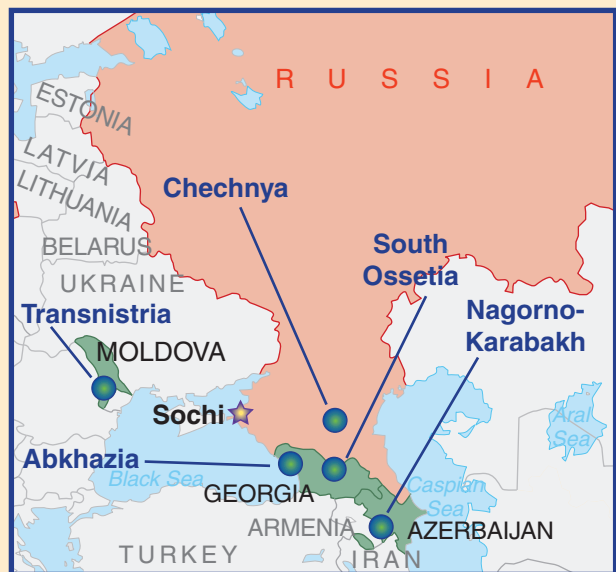 RUSSIA
ESTONIA
LATVIA
LITHUANIA
Chechnya
BELARUS
South
Ossetia
UKRAINE
Transnistria
Nagorno-
Karabakh
MOLDOVA
Sochi
Aral
Sea
Abkhazia
Black Sea
GEORGIA
Caspian
Sea
ARMENIA
AZERBAIJAN
TURKEY
IRAN